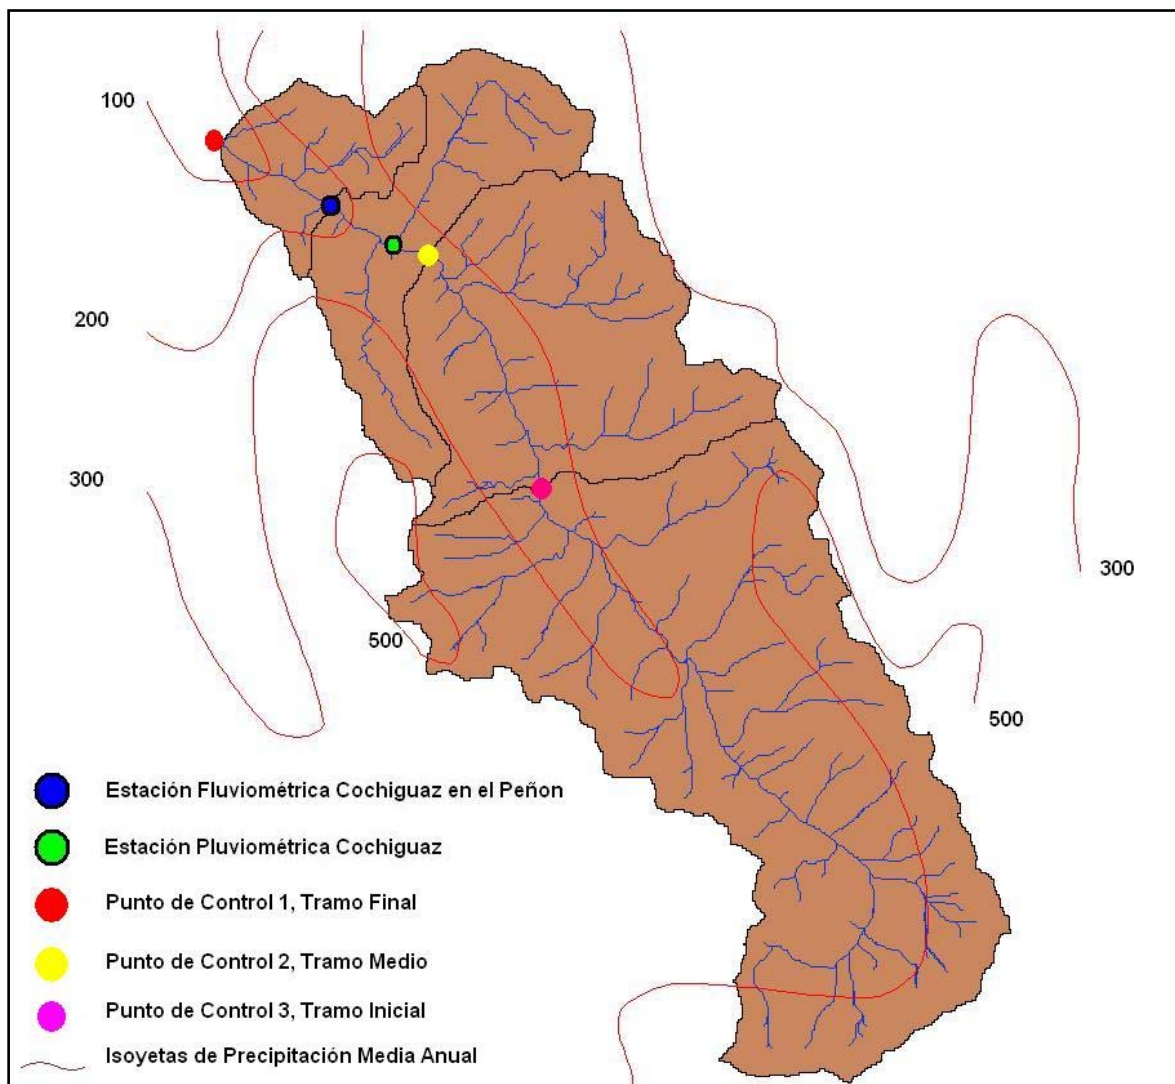 100
200
300
500
300
500
Estación Fluviométrica Cochiguaz en el Peñon
Estación Pluviométrica Cochiguaz
Punto de Control 1, Tramo Final
Punto de Control 2, Tramo Medio
Punto de Control 3, Tramo Inicial
Isoyetas de Precipitación Media Anual